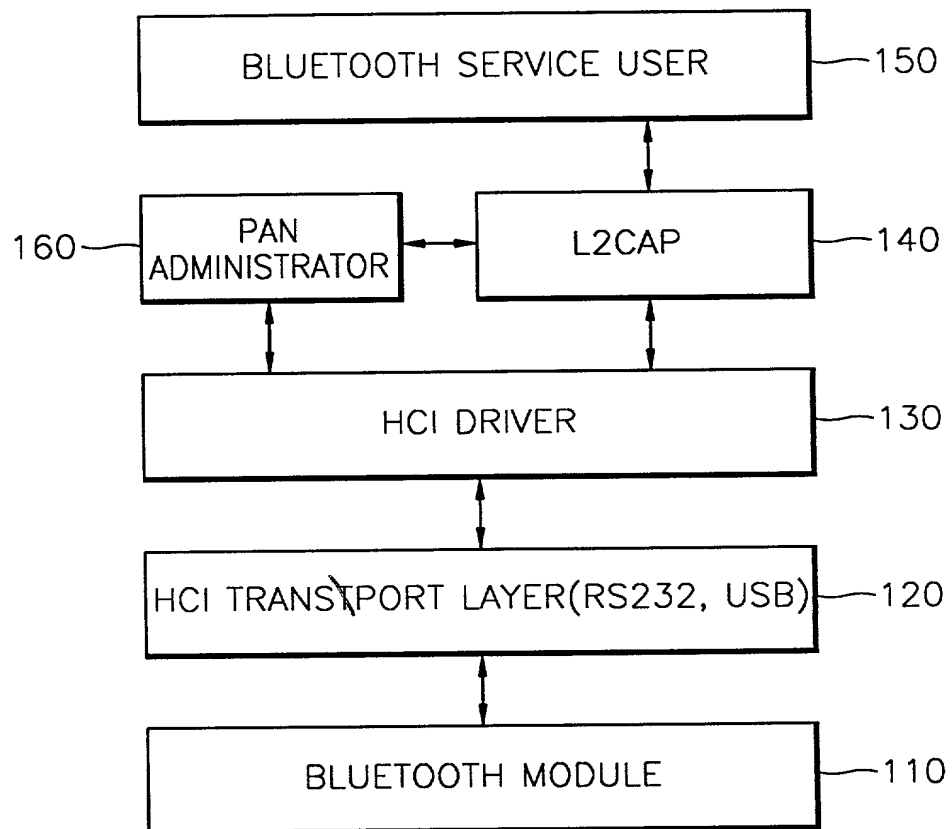 BLUETOOTH SERVICE USER
150
160
PAN
ADMINISTRATOR
L2CAP
140
HCI DRIVER
130
HCI TRANSTPORT LAYER(RS232, USB)
120
BLUETOOTH MODULE
110